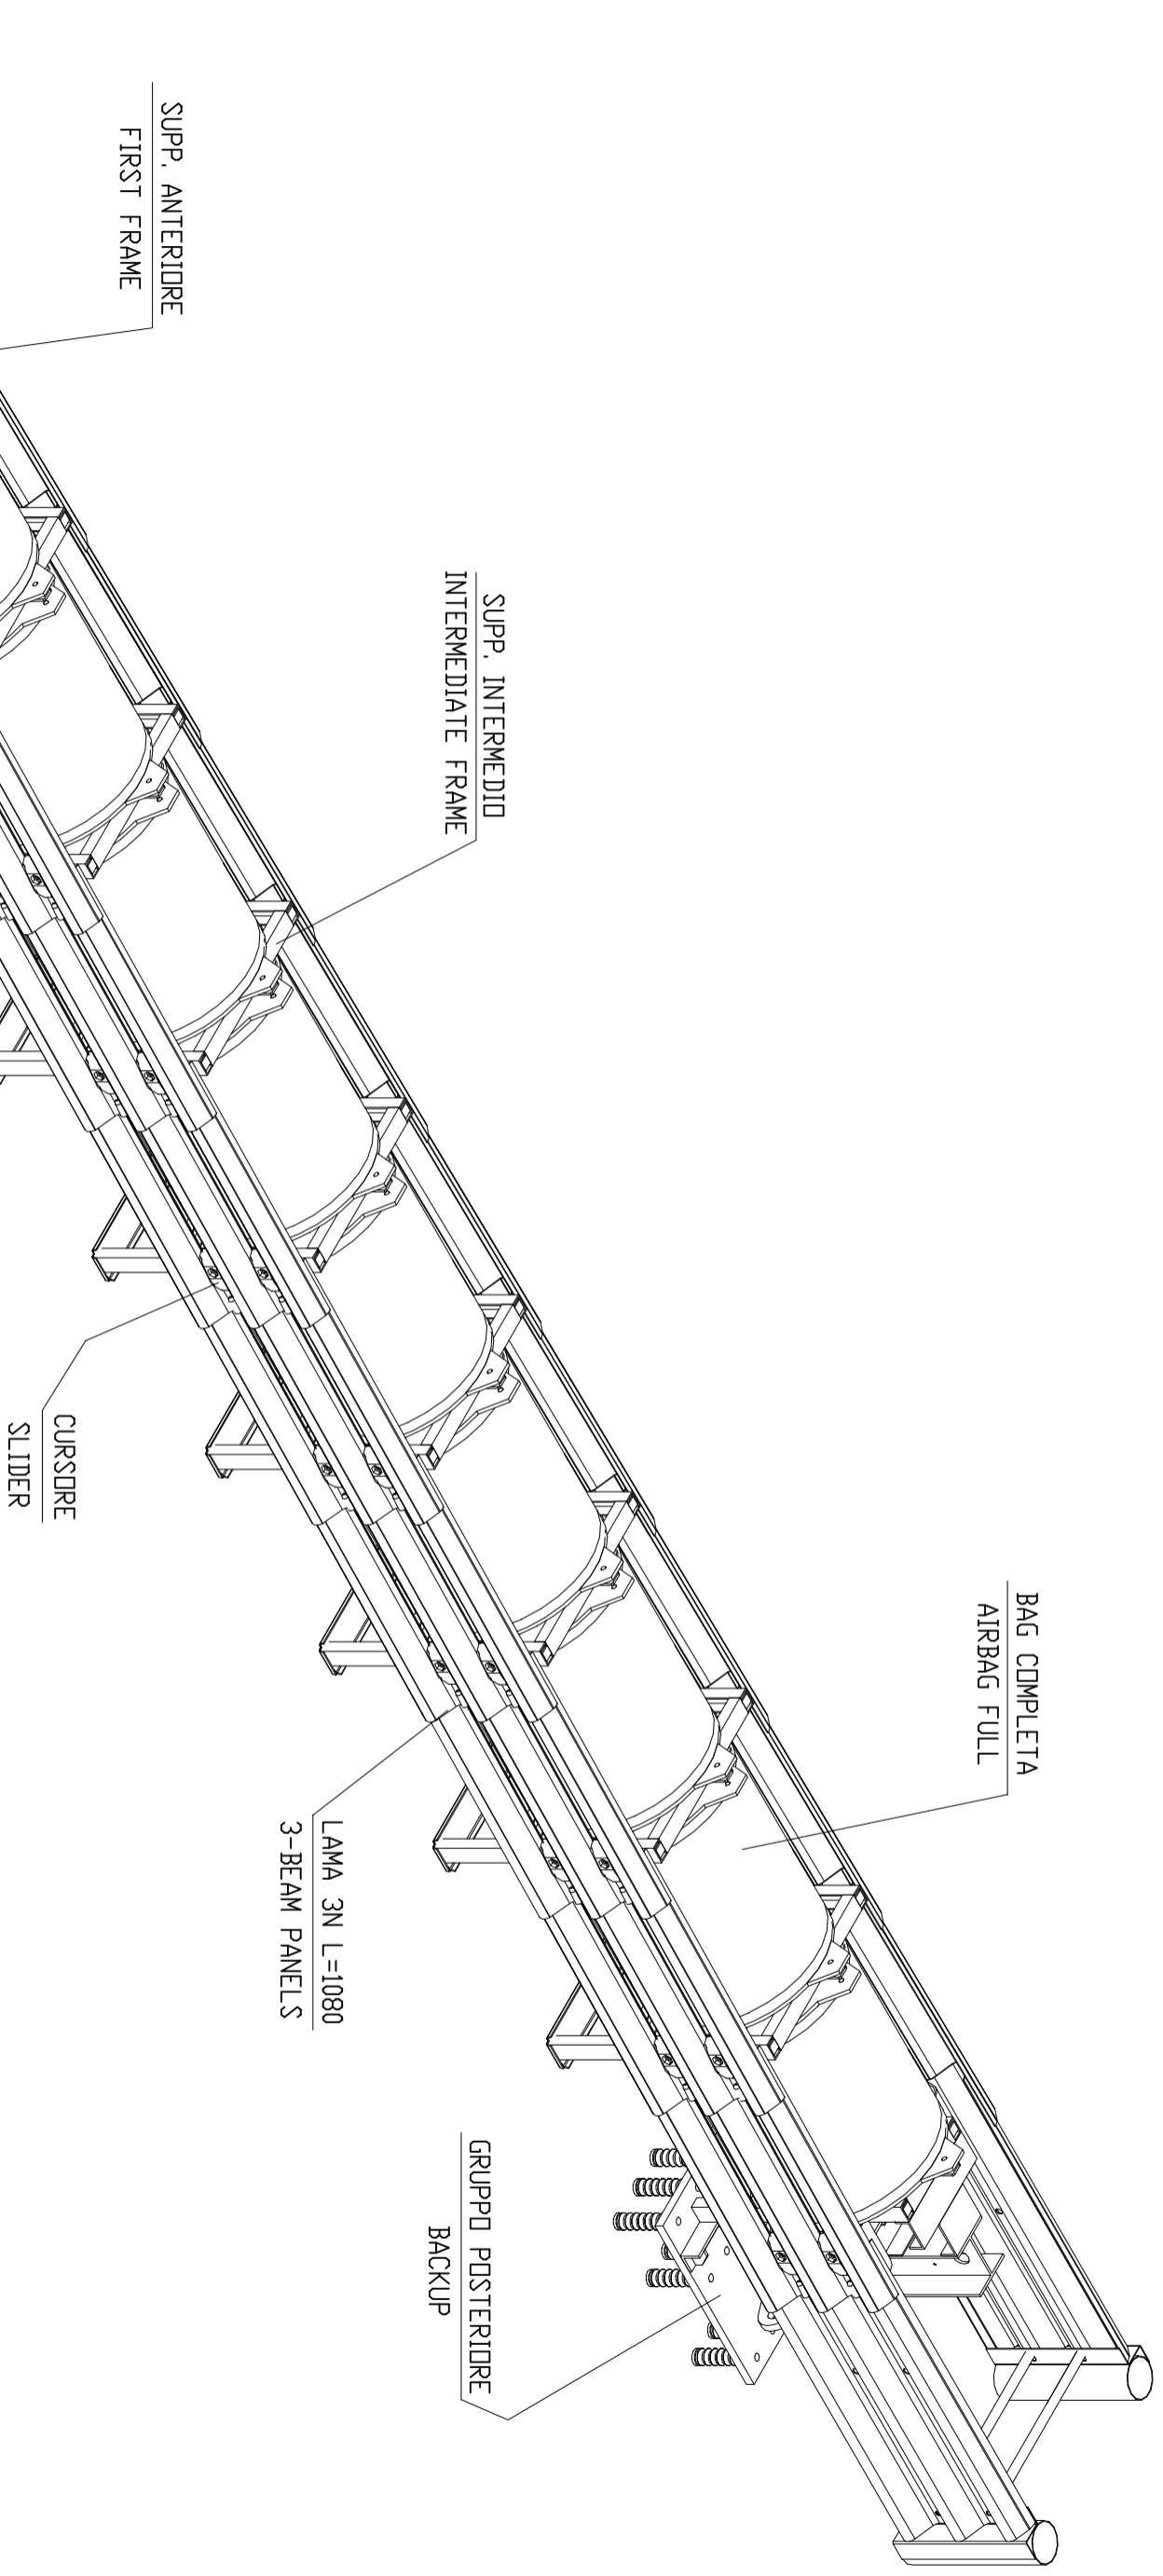 SUPP. ANTERIORE
FIRST FRAME
SUPP. INTERMEDIO
INTERMEDIATE FRAME
BAG COMPLETA
AIRBAG FULL
CURSORE
SLIDER
LAMA 3N L=1080
3-BEAM PANELS
GRUPPO POSTERIORE
BACKUP